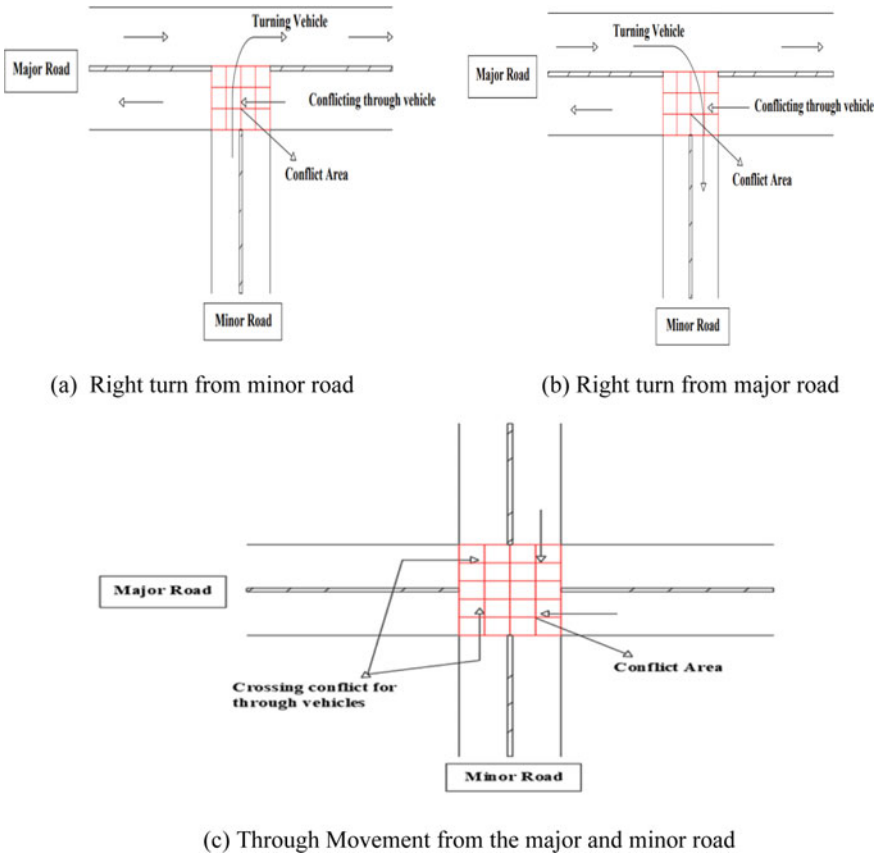 Turning Vehicle
Major Road
Conflicting through vehicle
Conflict Area
Minor Road
(a) Right turn from minor road
Turning Vehicle
Major Road
Conflicting through vehicle
Conflict Area
Minor Road
(b) Right turn from major road
Major Road
Crossing conflict for
through vehicles
Conflict Area
Minor Road
(c) Through Movement from the major and minor road